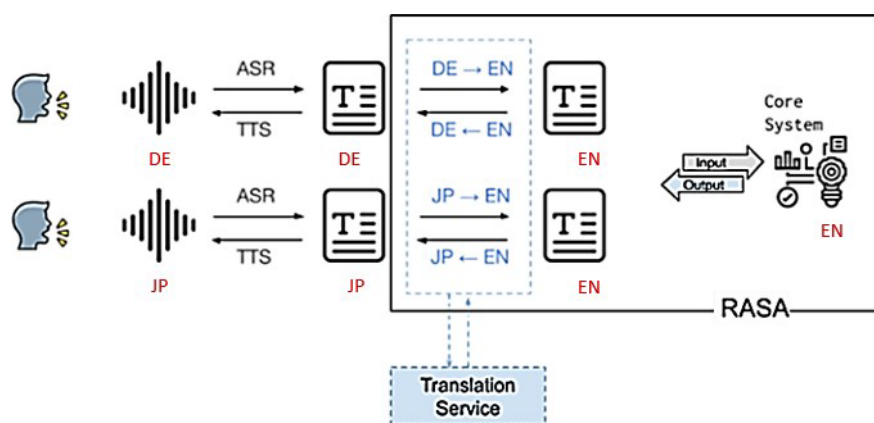 ASR
TTS
DE
T
DE
DE → EN
DE ← EN
EN
Core
System
Input
Output
EN
ASR
TTS
JP
T
JP
JP → EN
JP ← EN
EN
RASA
Translation
Service